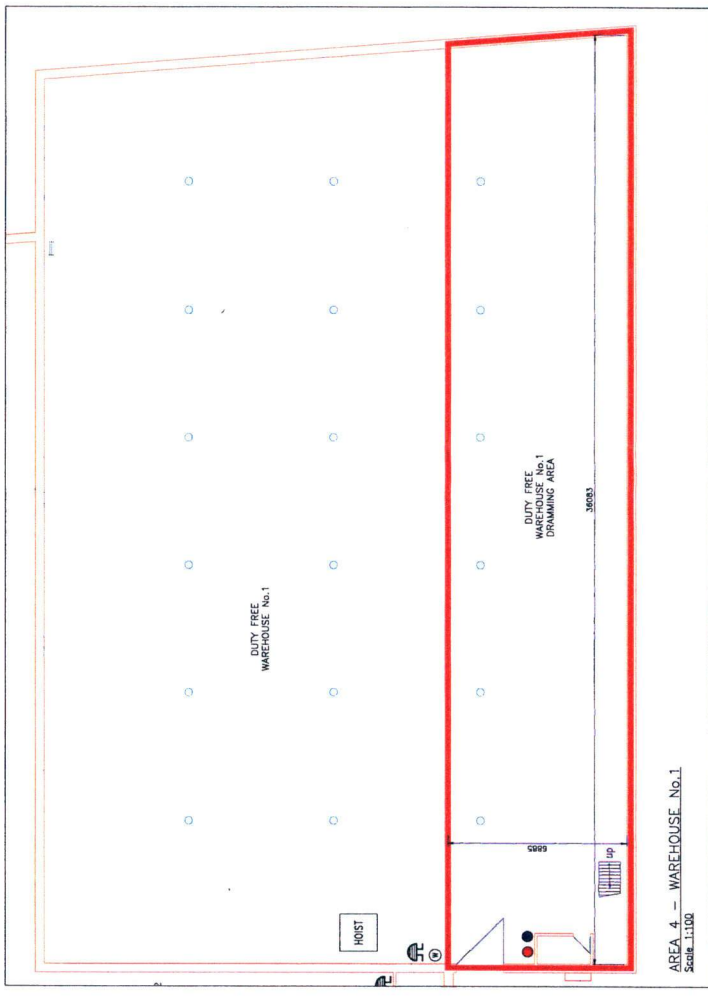 DUTY FREE
WAREHOUSE No.1
DUTY FREE
WAREHOUSE No.1
DRAMMING AREA
36083
6885
up
HOIST
W
AREA 4 - WAREHOUSE No.1
Scale 1:100